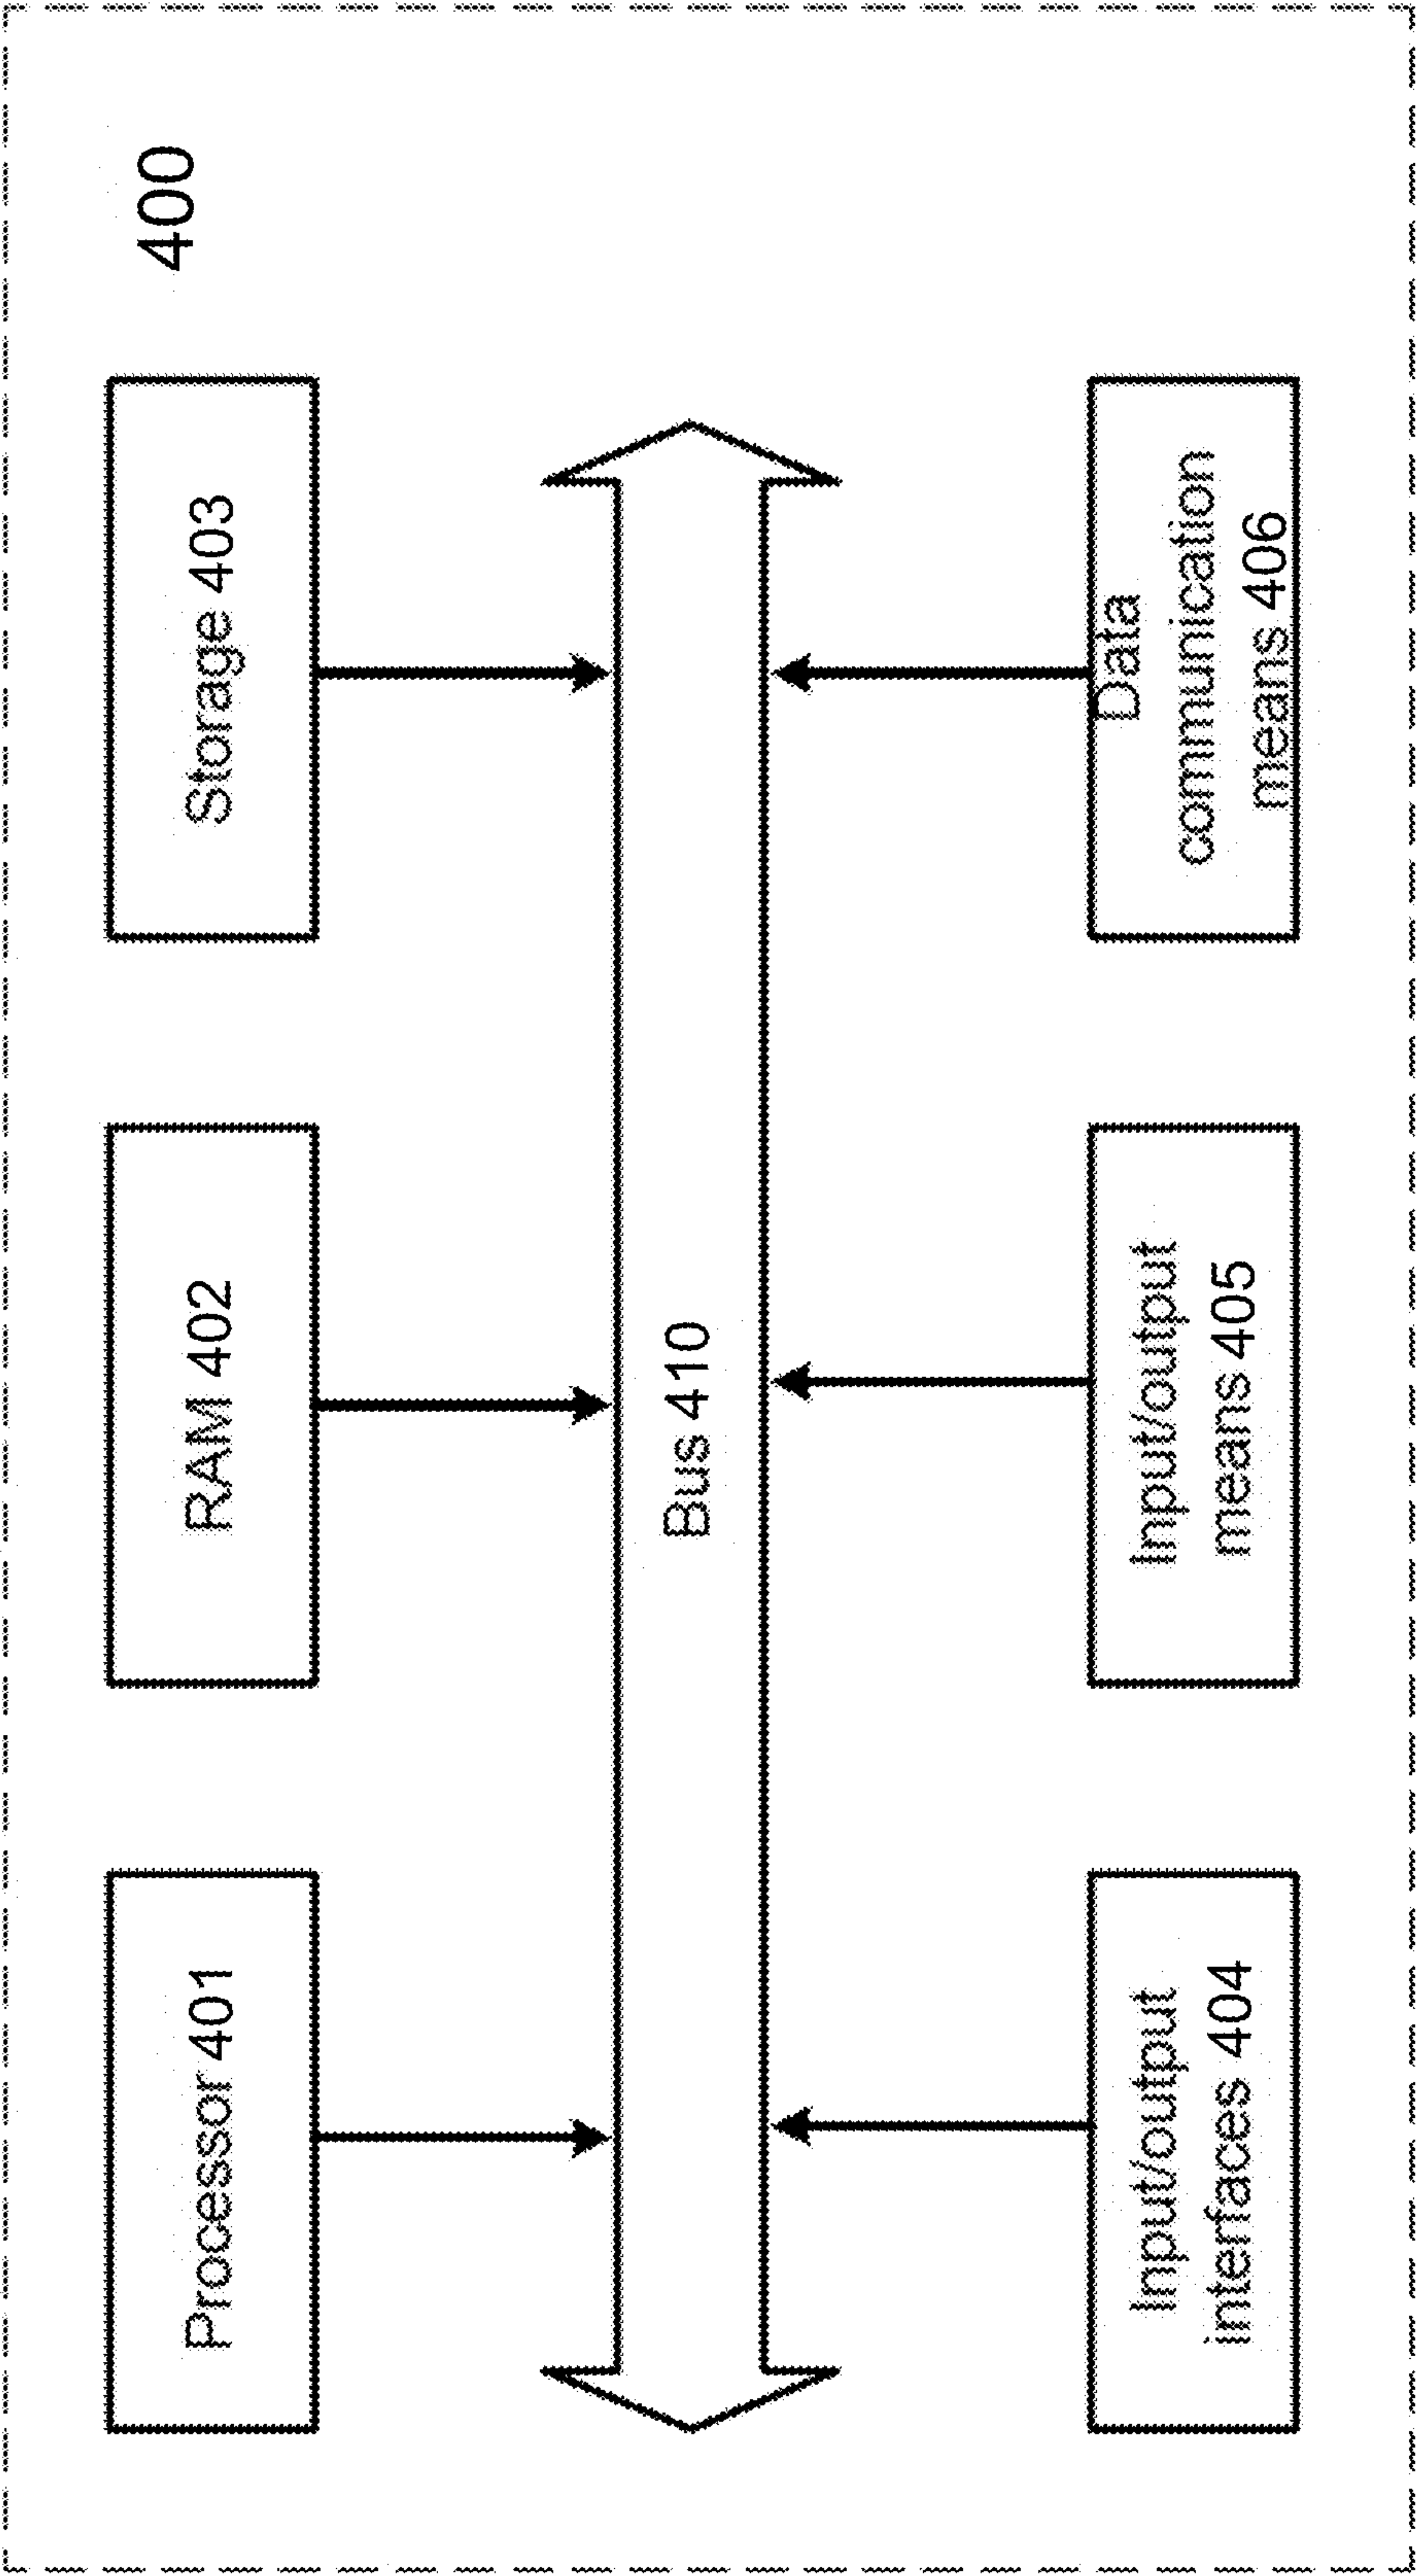 400
Processor 401
RAM 402
Storage 403
Bus 410
Input/output
interfaces 404
Input/output
means 405
Data
communication
means 406